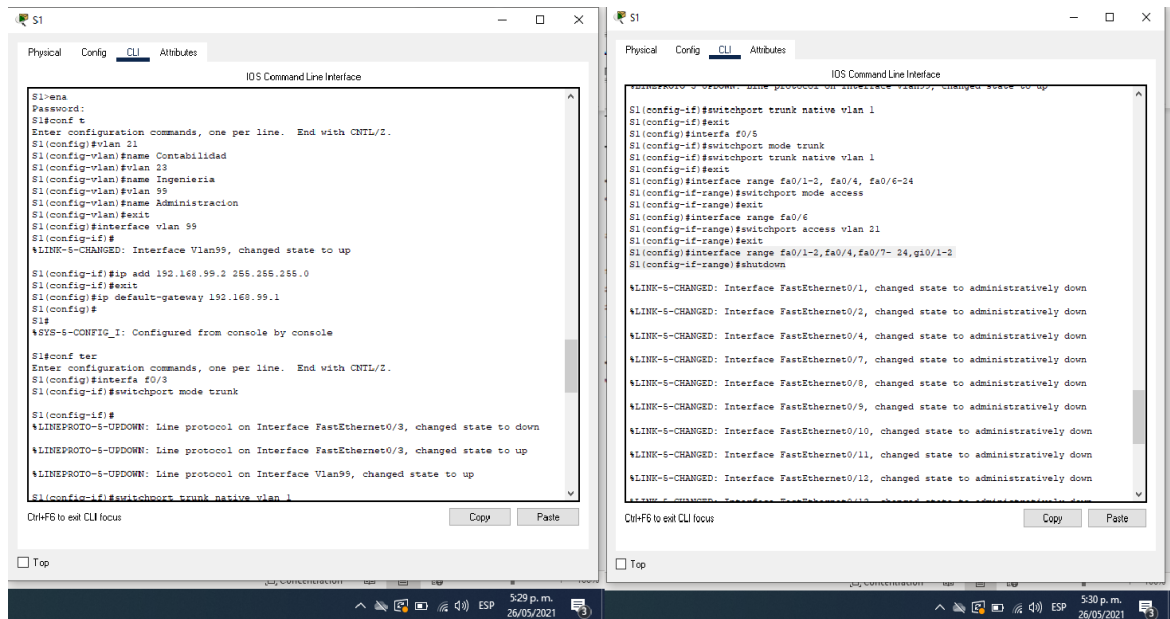 S1
Physical Config CLI Attributes
IOS Command Line Interface
S1>ena
Password:
S1#conf t
Enter configuration commands, one per line. End with CNTL/Z.
S1(config)#vlan 21
S1(config-vlan)#name Contabilidad
S1(config-vlan)#vlan 23
S1(config-vlan)#name Ingenieria
S1(config-vlan)#vlan 99
S1(config-vlan)#name Administracion
S1(config-vlan)#exit
S1(config)#interface vlan 99
S1(config-if)#
%LINK-5-CHANGED: Interface Vlan99, changed state to up
S1(config-if)#ip add 192.168.99.2 255.255.255.0
S1(config-if)#exit
S1(config)#ip default-gateway 192.168.99.1
S1(config)#
S1#
%SYS-5-CONFIG_I: Configured from console by console
S1#conf ter
Enter configuration commands, one per line. End with CNTL/Z.
S1(config)#interfa f0/3
S1(config-if)#switchport mode trunk
S1(config-if)#
%LINEPROTO-5-UPDOWN: Line protocol on Interface FastEthernet0/3, changed state to down
%LINEPROTO-5-UPDOWN: Line protocol on Interface FastEthernet0/3, changed state to up
%LINEPROTO-5-UPDOWN: Line protocol on Interface Vlan99, changed state to up
S1(config-if)#switchport trunk native vlan 1
Ctrl+F6 to exit CLI focus
Copy Paste
Top
ESP
5:29 p. m.
26/05/2021
3
S1
Physical Config CLI Attributes
IOS Command Line Interface
%LINEPROTO-5-UPDOWN: Line protocol on Interface Vlan99, changed state to up
S1(config-if)#switchport trunk native vlan 1
S1(config-if)#exit
S1(config)#interfa f0/5
S1(config-if)#switchport mode trunk
S1(config-if)#switchport trunk native vlan 1
S1(config-if)#exit
S1(config)#interface range fa0/1-2, fa0/4, fa0/6-24
S1(config-if-range)#switchport mode access
S1(config-if-range)#exit
S1(config)#interface range fa0/6
S1(config-if-range)#switchport access vlan 21
S1(config-if-range)#exit
S1(config)#interface range fa0/1-2,fa0/4,fa0/7- 24,gi0/1-2
S1(config-if-range)#shutdown
%LINK-5-CHANGED: Interface FastEthernet0/1, changed state to administratively down
%LINK-5-CHANGED: Interface FastEthernet0/2, changed state to administratively down
%LINK-5-CHANGED: Interface FastEthernet0/4, changed state to administratively down
%LINK-5-CHANGED: Interface FastEthernet0/7, changed state to administratively down
%LINK-5-CHANGED: Interface FastEthernet0/8, changed state to administratively down
%LINK-5-CHANGED: Interface FastEthernet0/9, changed state to administratively down
%LINK-5-CHANGED: Interface FastEthernet0/10, changed state to administratively down
%LINK-5-CHANGED: Interface FastEthernet0/11, changed state to administratively down
%LINK-5-CHANGED: Interface FastEthernet0/12, changed state to administratively down
Ctrl+F6 to exit CLI focus
Copy Paste
Top
ESP
5:30 p. m.
26/05/2021
3